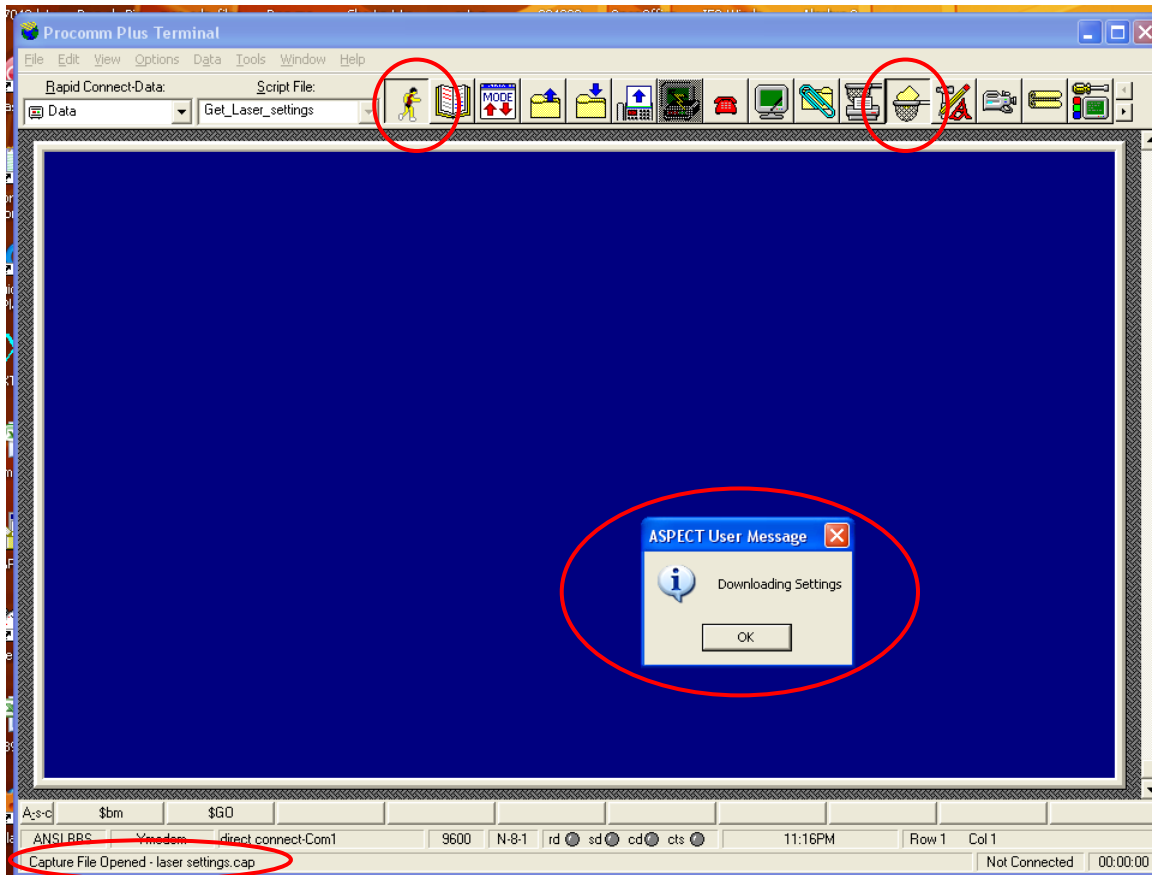 Procomm Plus Terminal
File Edit View Options Data Tools Window Help
Rapid Connect-Data: Script File:
Data Get_Laser_settings
MODE
ASPECT User Message
Downloading Settings
OK
A-s-c $bm $GO
ANSI BBS Ymodem direct connect-Com1 9600 N-8-1 rd sd cd cts 11:16PM Row 1 Col 1
Capture File Opened - laser settings.cap Not Connected 00:00:00